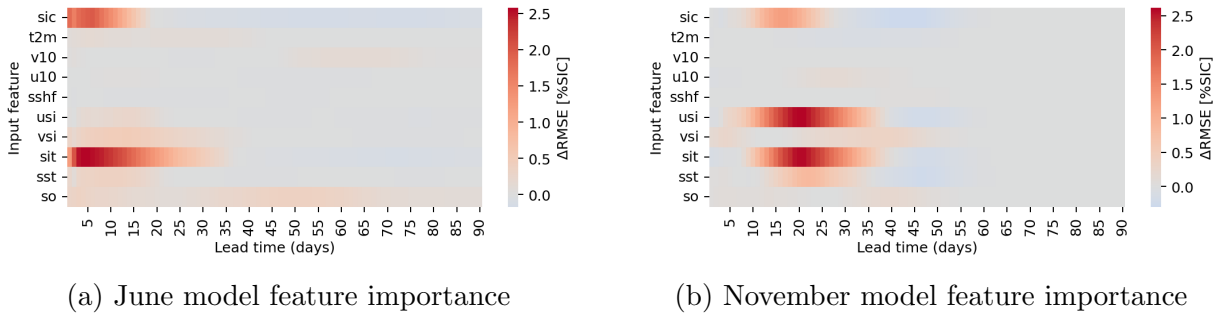 sic
t2m
v10
u10
sshf
usi
vsi
sit
sst
so
Input feature
5 10 15 20 25 30 35 40 45 50 55 60 65 70 75 80 85 90
Lead time (days)
2.5
2.0
1.5
1.0
0.5
0.0
ΔRMSE [%SIC]
(a) June model feature importance
sic
t2m
v10
u10
sshf
usi
vsi
sit
sst
so
Input feature
5 10 15 20 25 30 35 40 45 50 55 60 65 70 75 80 85 90
Lead time (days)
2.5
2.0
1.5
1.0
0.5
0.0
ΔRMSE [%SIC]
(b) November model feature importance